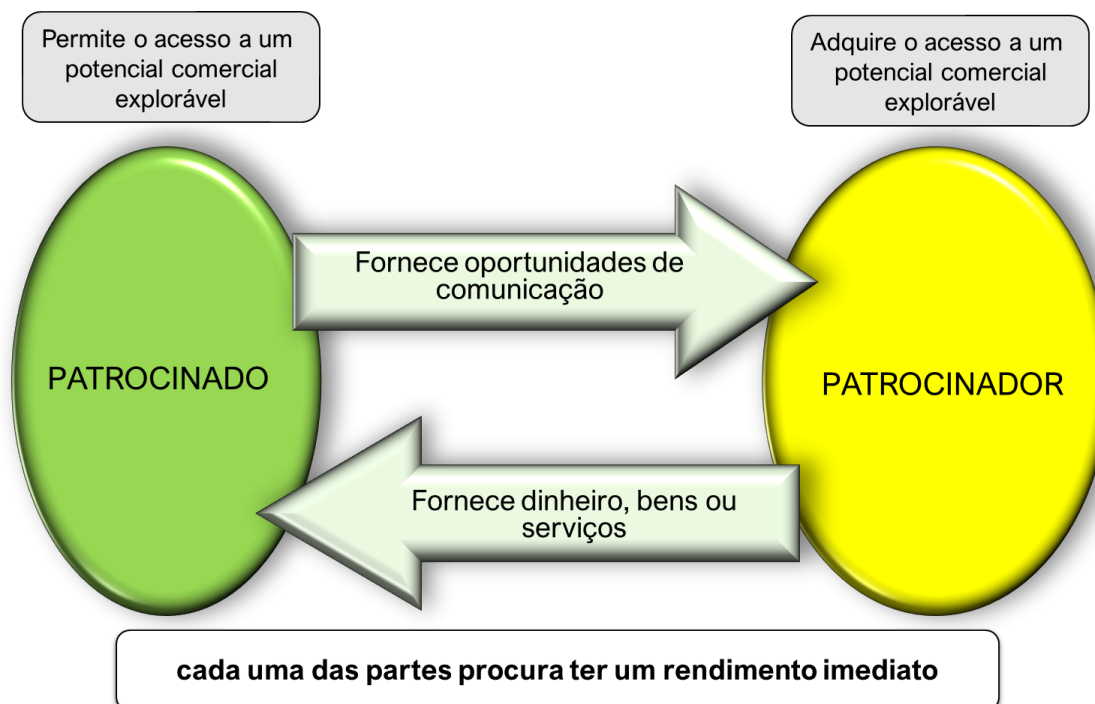 Permite o acesso a um
potencial comercial
explorável
Adquire o acesso a um
potencial comercial
explorável
Fornece oportunidades de
comunicação
PATROCINADO
PATROCINADOR
Fornece dinheiro, bens ou
serviços
cada uma das partes procura ter um rendimento imediato